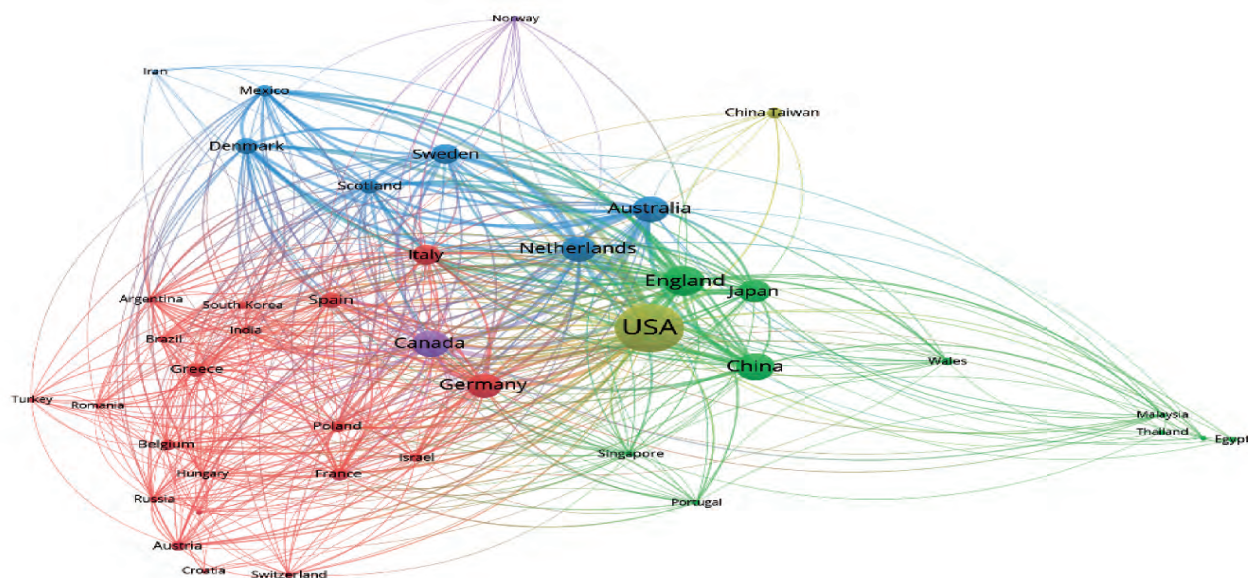 Norway
Iran
Mexico
China Taiwan
Denmark
Sweden
Scotland
Australia
Netherlands
Italy
England
Japan
Argentina
South Korea
Spain
India
USA
Brazil
Canada
Wales
China
Greece
Germany
Turkey
Romania
Malaysia
Poland
Thailand
Egypt
Belgium
Singapore
Israel
Hungary
France
Russia
Portugal
Austria
Croatia
Switzerland